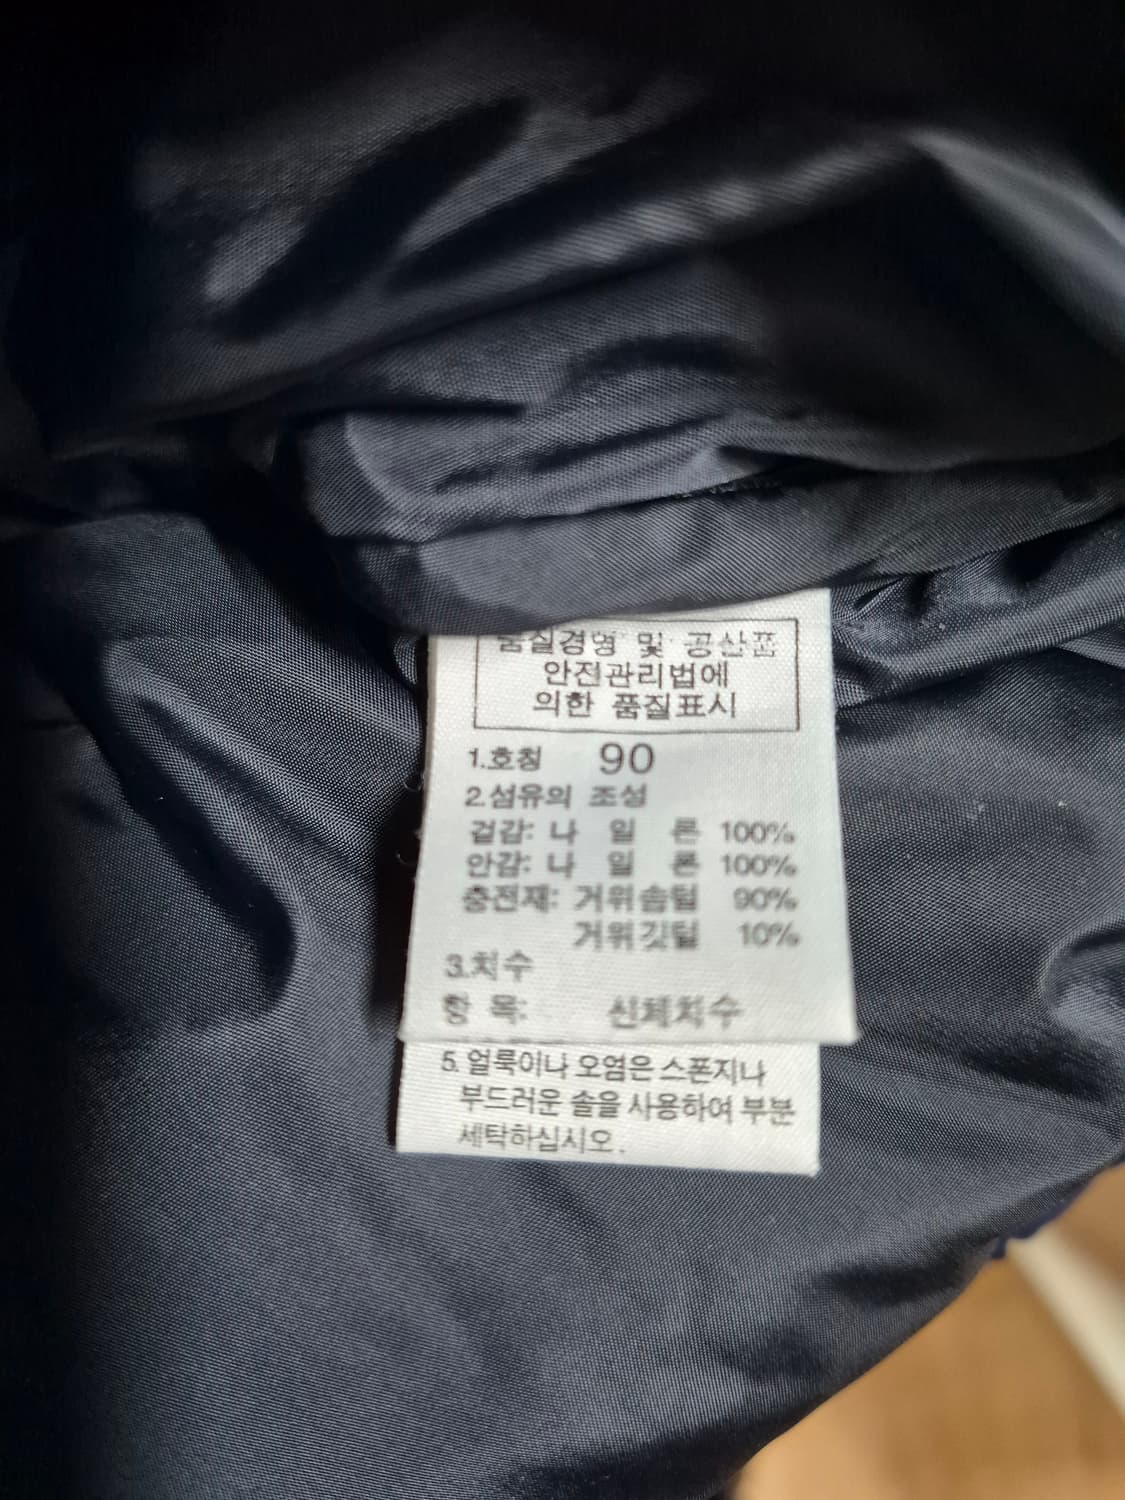 품질경영 및 공산품
안전관리법에
의한 품질표시
1.호칭 90
2.섬유의 조성
겉감: 나 일 론 100%
안감: 나 일 론 100%
충전재: 거위솜털 90%
거위깃털 10%
3.치수
항 목: 신체치수
5. 얼룩이나 오염은 스폰지나
부드러운 솔을 사용하여 부분
세탁하십시오.